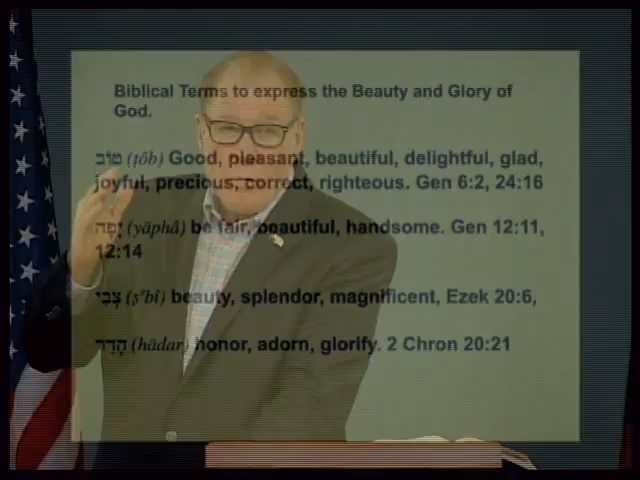 Biblical Terms to express the Beauty and Glory of
God.
טוֹב (ṭôb) Good, pleasant, beautiful, delightful, glad,
joyful, precious, correct, righteous. Gen 6:2, 24:16
יָפָה (yāphâ) be fair, beautiful, handsome. Gen 12:11,
12:14
צְבִי (ṣᵉbî) beauty, splendor, magnificent, Ezek 20:6,
הָדַר (hādar) honor, adorn, glorify. 2 Chron 20:21